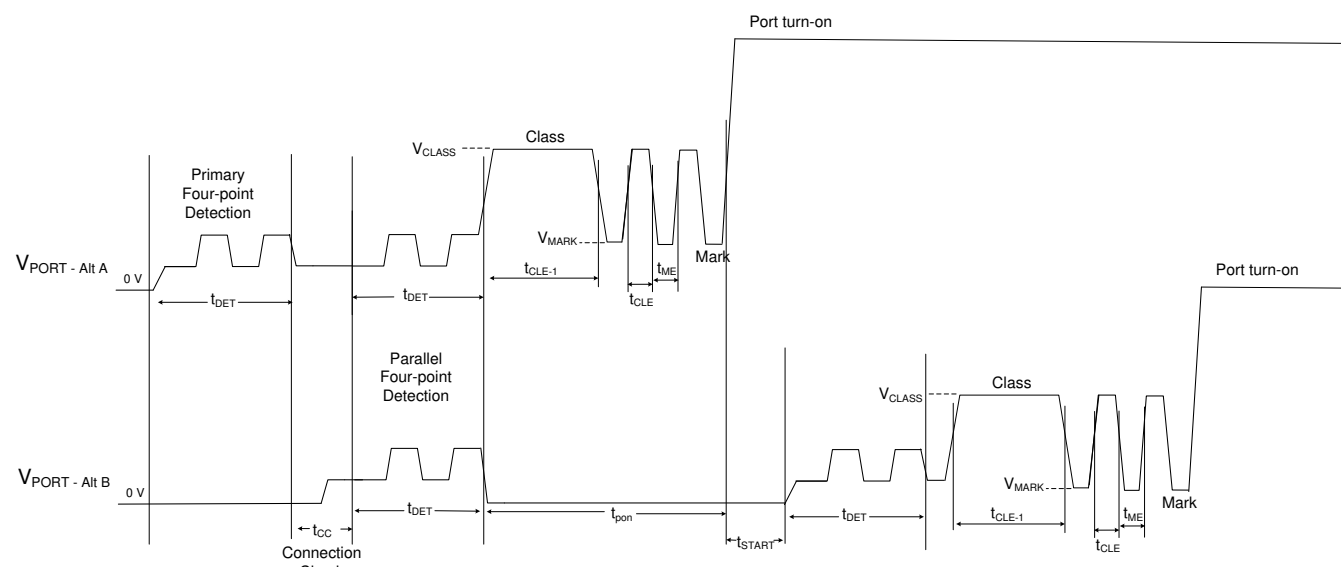 Port turn-on
Class
VCLASS
Primary
Four-point
Detection
VMARK
Mark
VPORT - Alt A
0 V
tCLE-1
tME
Port turn-on
tDET
tDET
tCLE
Parallel
Four-point
Detection
Class
VCLASS
VPORT - Alt B
0 V
VMARK
Mark
tDET
tpon
tDET
tCLE-1
tME
tCC
tSTART
tCLE
Connection